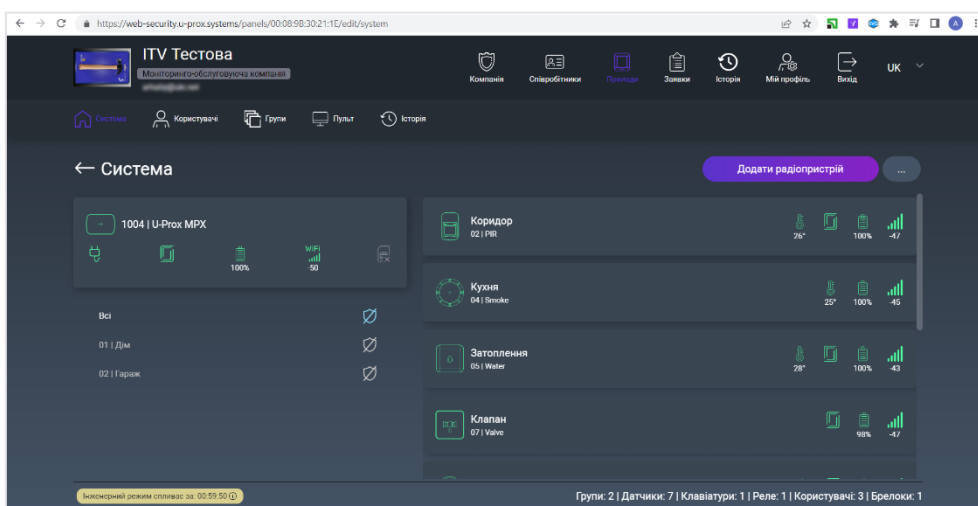 https://web-security.u-prox.systems/panels/00:08:9B:30:21:1E/edit/system
ITV Тестова
Моніторинго-обслуговуюча компанія
Компанія Співробітники Прилади Заявки Історія Мій профіль Вихід UK
Система Користувачі Групи Пульт Історія
← Система
Додати радіопристрій ...
1004 | U-Prox MPX
WiFi
100% -50
Всі
01 | Дім
02 | Гараж
Коридор
02 | PIR
26° 100% -47
Кухня
04 | Smoke
25° 100% -45
Затоплення
05 | Water
28° 100% -43
Клапан
07 | Valve
98% -47
Інженерний режим спливає за: 00:59:50
Групи: 2 | Датчики: 7 | Клавіатури: 1 | Реле: 1 | Користувачі: 3 | Брелоки: 1